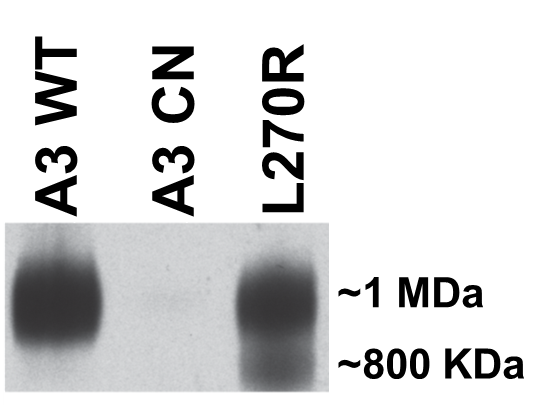 A3 WT
A3 CN
L270R
~1 MDa
~800 KDa